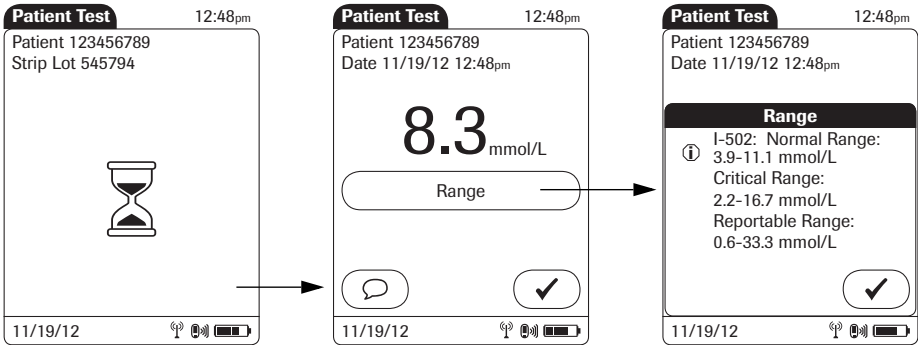 Patient Test 12:48pm
Patient 123456789
Strip Lot 545794
11/19/12
Patient Test 12:48pm
Patient 123456789
Date 11/19/12 12:48pm
8.3 mmol/L
Range
11/19/12
Patient Test 12:48pm
Patient 123456789
Date 11/19/12 12:48pm
Range
I-502: Normal Range:
3.9-11.1 mmol/L
Critical Range:
2.2-16.7 mmol/L
Reportable Range:
0.6-33.3 mmol/L
11/19/12